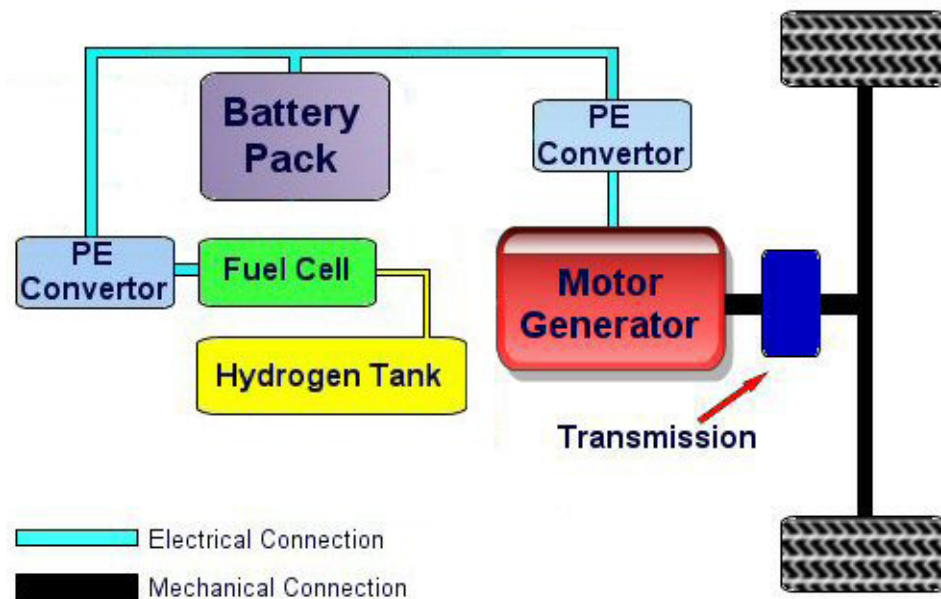 Battery
Pack
PE
Convertor
PE
Convertor
Fuel Cell
Motor
Generator
Hydrogen Tank
Transmission
Electrical Connection
Mechanical Connection